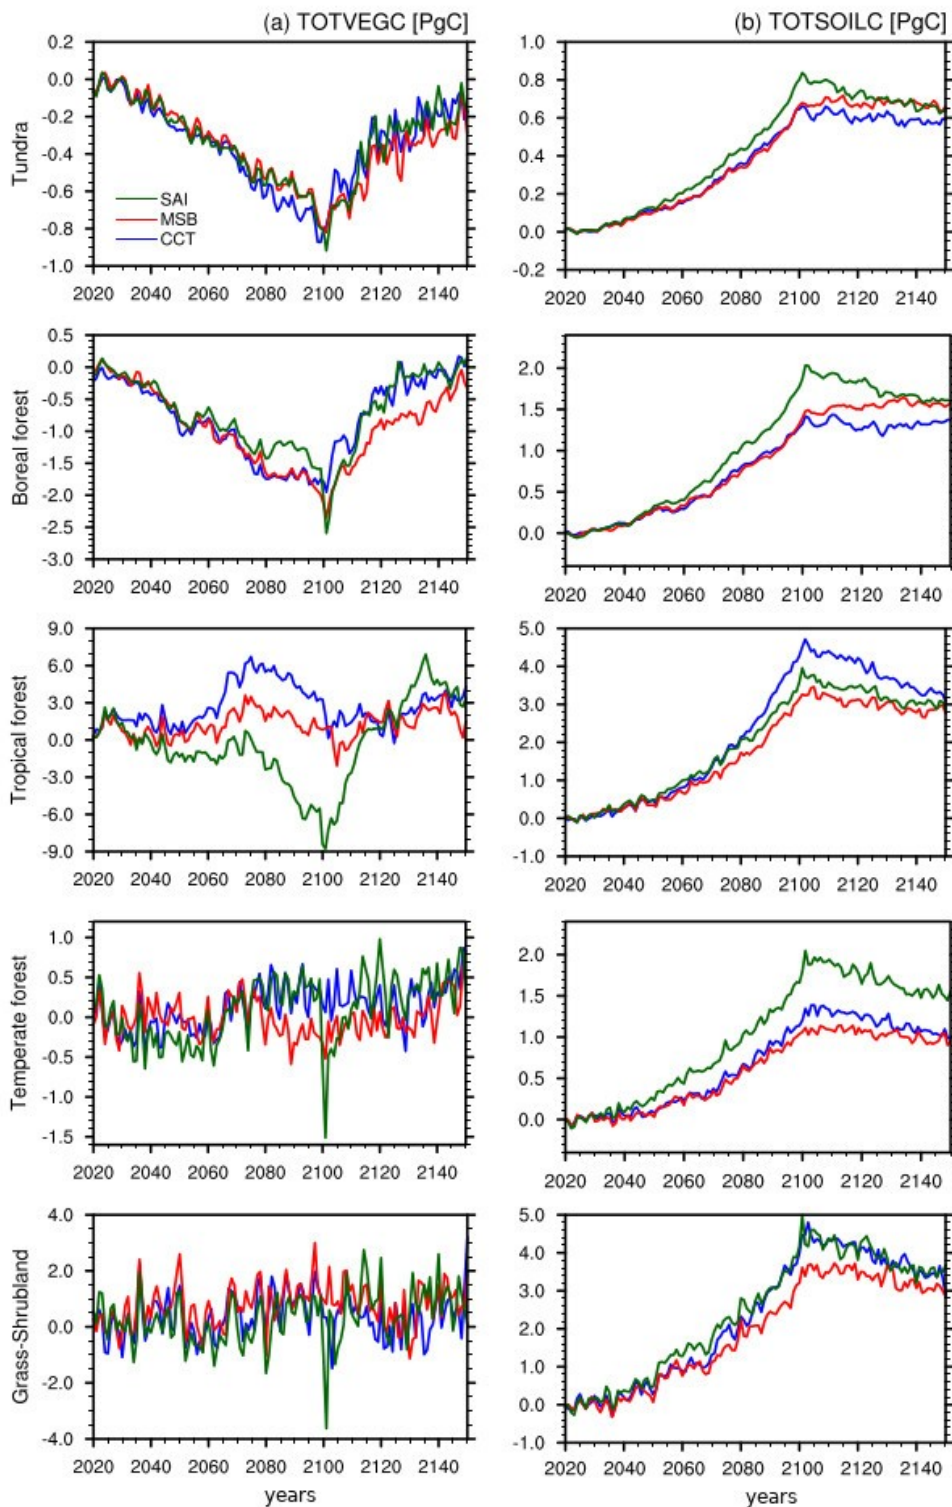 (a) TOTVEGC [PgC]
(b) TOTSOILC [PgC]
Tundra
0.2
0.0
-0.2
-0.4
-0.6
-0.8
-1.0
SAI
MSB
CCT
2020 2040 2060 2080 2100 2120 2140
1.0
0.8
0.6
0.4
0.2
0.0
-0.2
2020 2040 2060 2080 2100 2120 2140
Boreal forest
0.5
0.0
-0.5
-1.0
-1.5
-2.0
-2.5
-3.0
2020 2040 2060 2080 2100 2120 2140
2.0
1.5
1.0
0.5
0.0
2020 2040 2060 2080 2100 2120 2140
Tropical forest
9.0
6.0
3.0
0.0
-3.0
-6.0
-9.0
2020 2040 2060 2080 2100 2120 2140
5.0
4.0
3.0
2.0
1.0
0.0
-1.0
2020 2040 2060 2080 2100 2120 2140
Temperate forest
1.0
0.5
0.0
-0.5
-1.0
-1.5
2020 2040 2060 2080 2100 2120 2140
2.0
1.5
1.0
0.5
0.0
2020 2040 2060 2080 2100 2120 2140
Grass-Shrubland
4.0
2.0
0.0
-2.0
-4.0
2020 2040 2060 2080 2100 2120 2140
years
5.0
4.0
3.0
2.0
1.0
0.0
-1.0
2020 2040 2060 2080 2100 2120 2140
years